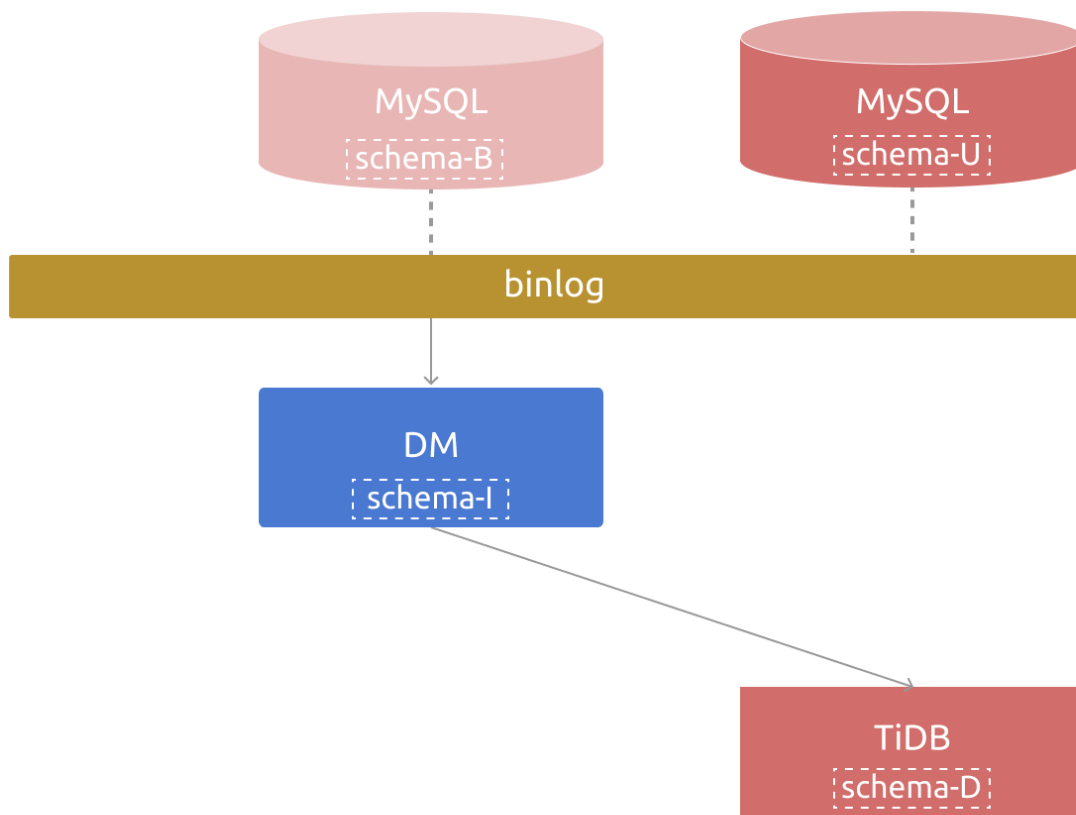 MySQL
schema-B
MySQL
schema-U
binlog
DM
schema-I
TiDB
schema-D